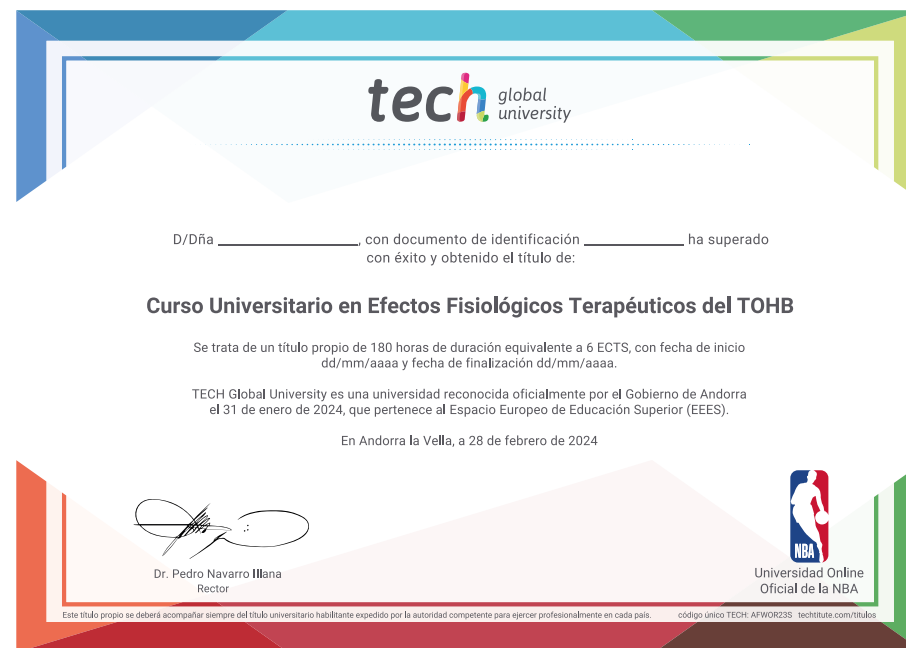 tech global
university
D/Dña ____________________, con documento de identificación ______________ ha superado
con éxito y obtenido el título de:
Curso Universitario en Efectos Fisiológicos Terapéuticos del TOHB
Se trata de un título propio de 180 horas de duración equivalente a 6 ECTS, con fecha de inicio
dd/mm/aaaa y fecha de finalización dd/mm/aaaa.
TECH Global University es una universidad reconocida oficialmente por el Gobierno de Andorra
el 31 de enero de 2024, que pertenece al Espacio Europeo de Educación Superior (EEES).
En Andorra la Vella, a 28 de febrero de 2024
NBA
Dr. Pedro Navarro Illana
Rector
Universidad Online
Oficial de la NBA
Este título propio se deberá acompañar siempre del título universitario habilitante expedido por la autoridad competente para ejercer profesionalmente en cada país.
código único TECH: AFWOR23S techtitute.com/titulos